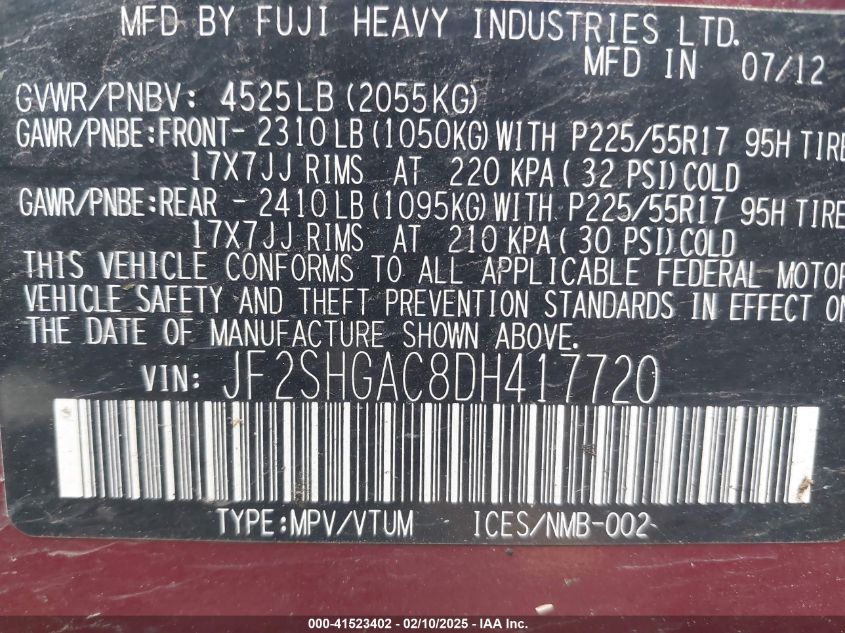 MFD BY FUJI HEAVY INDUSTRIES LTD.
MFD IN 07/12
GVWR/PNBV: 4525LB (2055KG)
GAWR/PNBE:FRONT- 2310 LB (1050KG) WITH P225/55R17 95H TIRE
17X7JJ RIMS AT 220 KPA ( 32 PSI) COLD
GAWR/PNBE:REAR - 2410 LB (1095KG) WITH P225/55R17 95H TIRE
17X7JJ RIMS AT 210 KPA ( 30 PSI) COLD
THIS VEHICLE CONFORMS TO ALL APPLICABLE FEDERAL MOTOR
VEHICLE SAFETY AND THEFT PREVENTION STANDARDS IN EFFECT ON
THE DATE OF MANUFACTURE SHOWN ABOVE.
VIN: JF2SHGAC8DH417720
TYPE:MPV/VTUM ICES/NMB-002
000-41523402 - 02/10/2025 - IAA Inc.